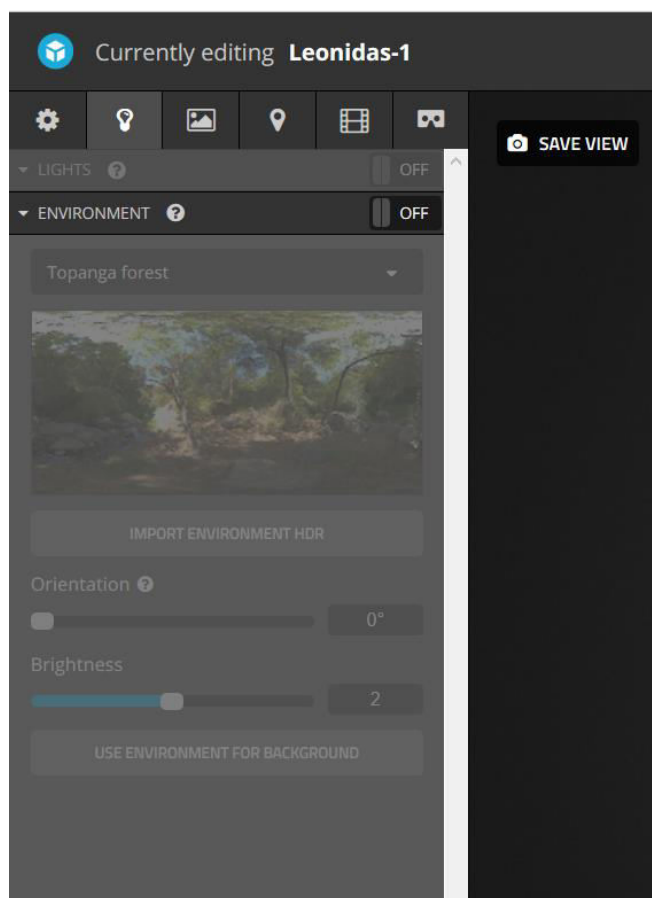 Currently editing Leonidas-1
SAVE VIEW
LIGHTS ? OFF
ENVIRONMENT ? OFF
Topanga forest
IMPORT ENVIRONMENT HDR
Orientation ?
0°
Brightness
2
USE ENVIRONMENT FOR BACKGROUND